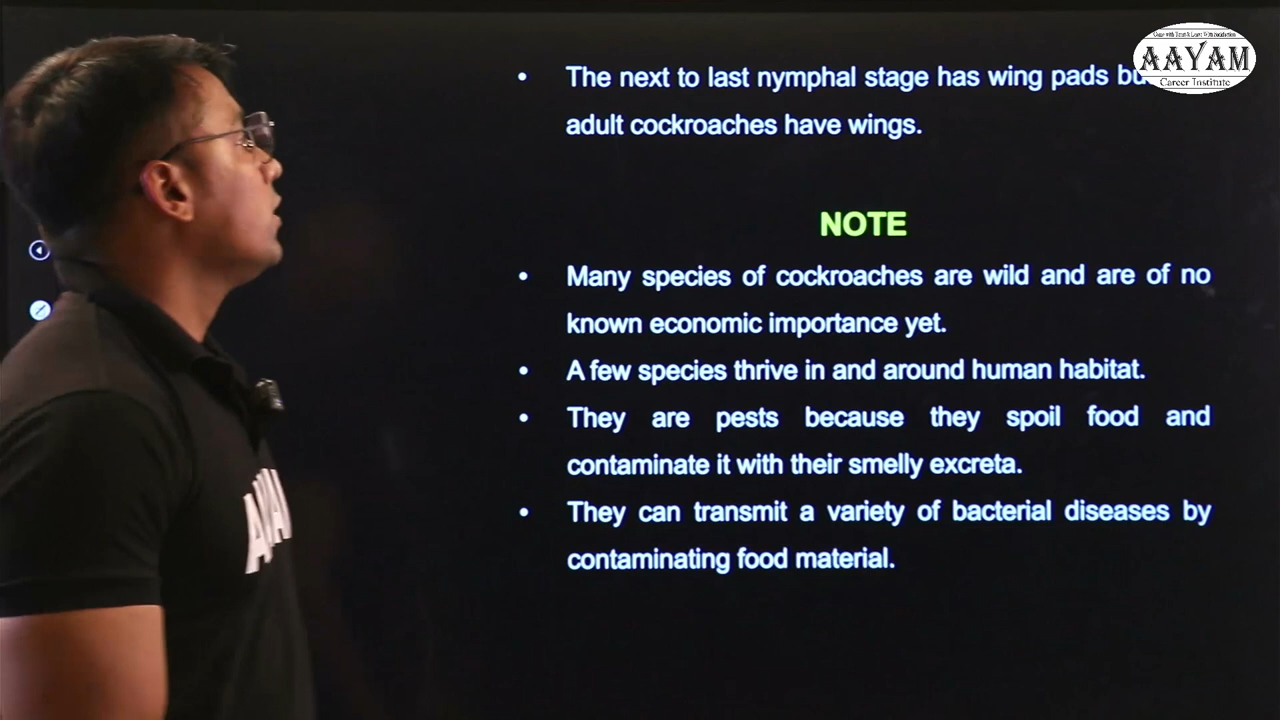 AAYAM
Career Institute
• The next to last nymphal stage has wing pads
adult cockroaches have wings.
NOTE
• Many species of cockroaches are wild and are of no
known economic importance yet.
• A few species thrive in and around human habitat.
• They are pests because they spoil food and
contaminate it with their smelly excreta.
• They can transmit a variety of bacterial diseases by
contaminating food material.